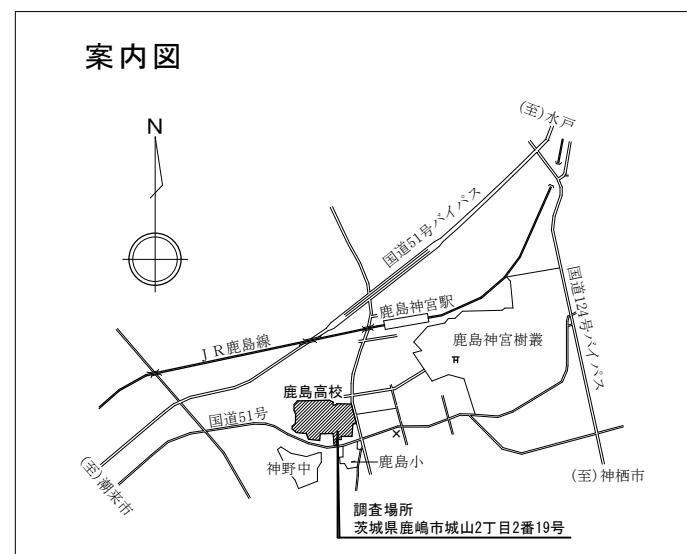 案内図
N
(至)水戸
国道51号バイパス
国道124号バイパス
鹿島神宮駅
JR鹿島線
鹿島神宮樹叢
鹿島高校
国道51号
神野中
鹿島小
(至)潮来市
(至)神栖市
調査場所
茨城県鹿嶋市城山2丁目2番19号